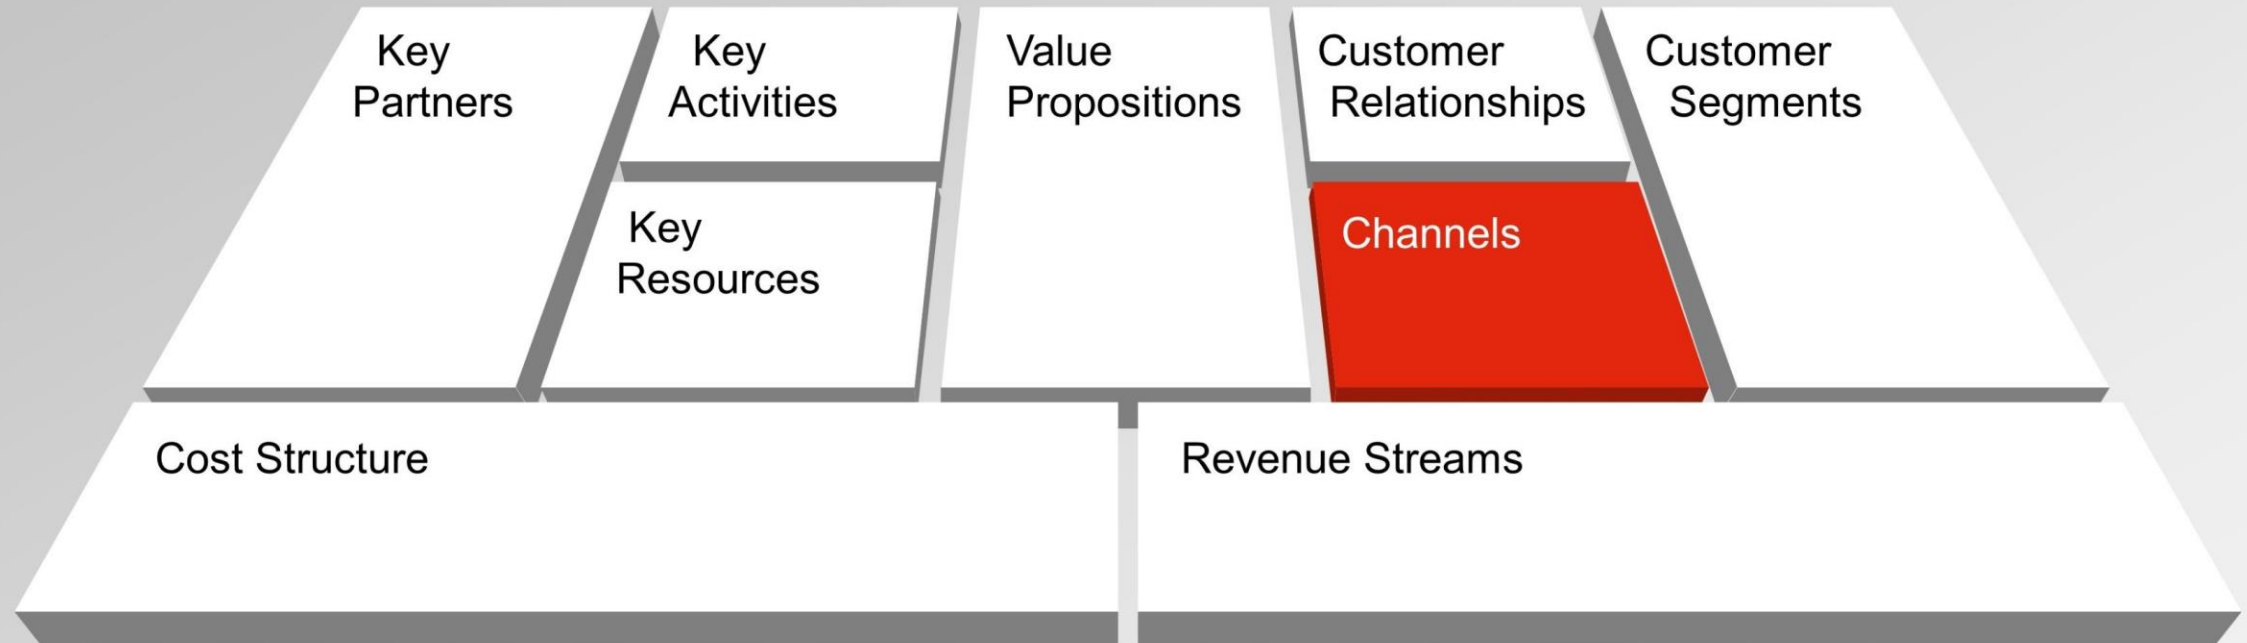 Key
Partners
Key
Activities
Key
Resources
Value
Propositions
Customer
Relationships
Channels
Customer
Segments
Cost Structure
Revenue Streams